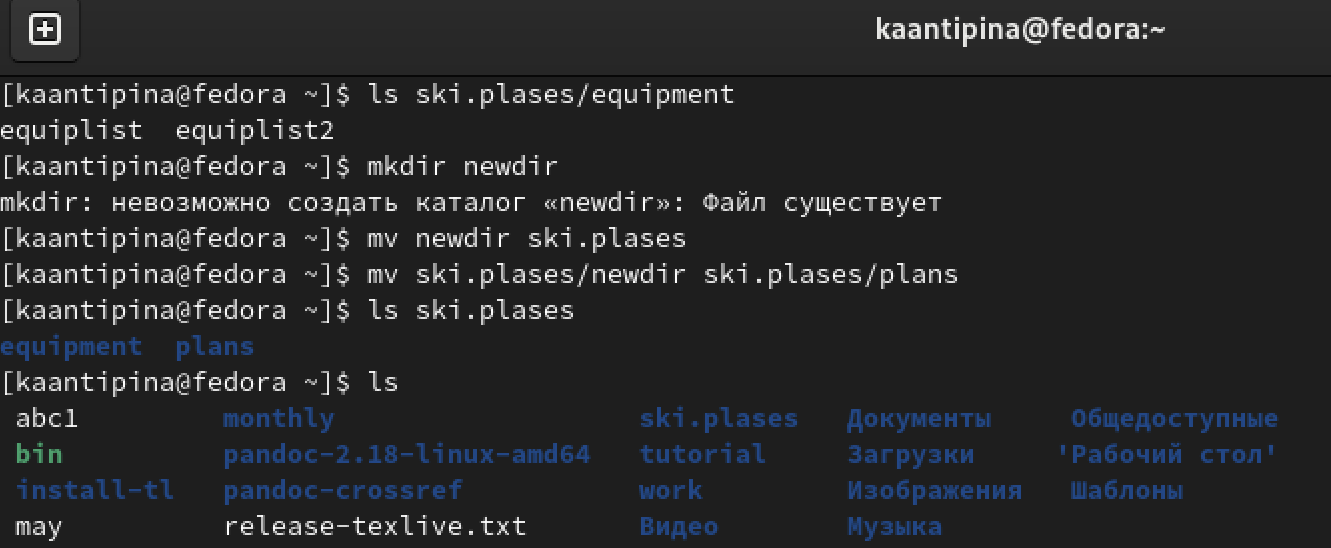 kaantipina@fedora:~
[kaantipina@fedora ~]$ ls ski.plases/equipment
equiplist  equiplist2
[kaantipina@fedora ~]$ mkdir newdir
mkdir: невозможно создать каталог «newdir»: Файл существует
[kaantipina@fedora ~]$ mv newdir ski.plases
[kaantipina@fedora ~]$ mv ski.plases/newdir ski.plases/plans
[kaantipina@fedora ~]$ ls ski.plases
equipment  plans
[kaantipina@fedora ~]$ ls
abc1  monthly  ski.plases  Документы  Общедоступные
bin  pandoc-2.18-linux-amd64  tutorial  Загрузки  'Рабочий стол'
install-tl  pandoc-crossref  work  Изображения  Шаблоны
may  release-texlive.txt  Видео  Музыка